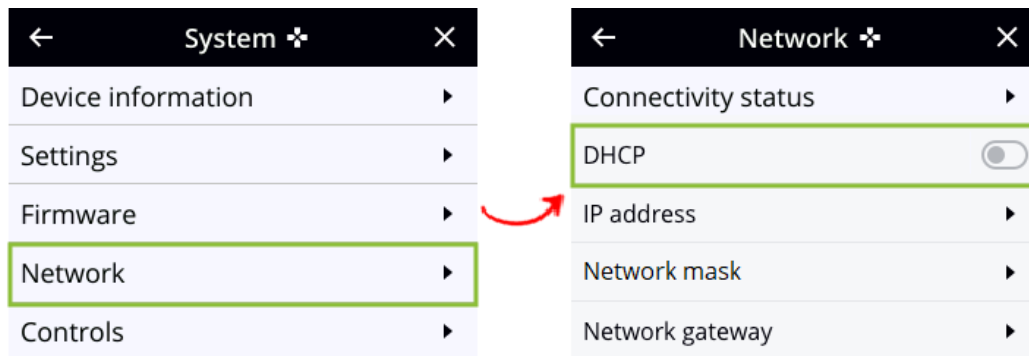 System
Device information
Settings
Firmware
Network
Controls
Network
Connectivity status
DHCP
IP address
Network mask
Network gateway